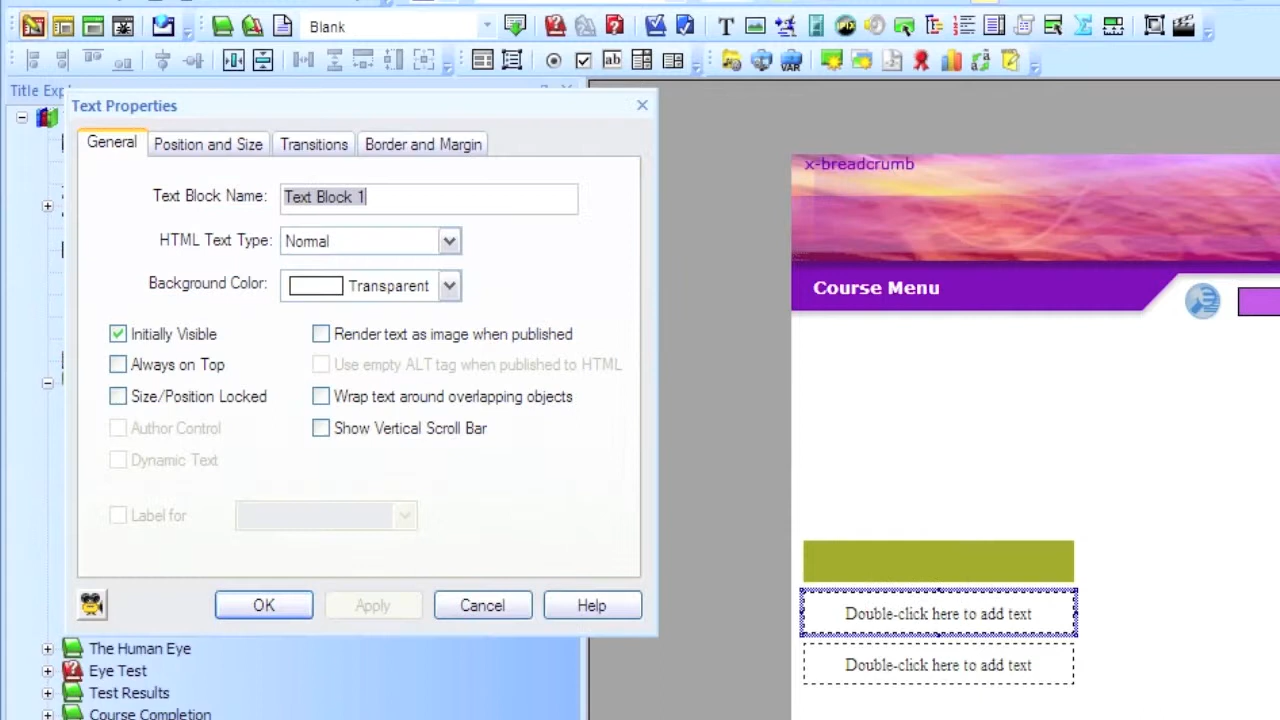 Blank
T
ab
VAR
Title Exp
Text Properties
General
Position and Size
Transitions
Border and Margin
Text Block Name:
Text Block 1
HTML Text Type:
Normal
Background Color:
Transparent
Initially Visible
Render text as image when published
Always on Top
Use empty ALT tag when published to HTML
Size/Position Locked
Wrap text around overlapping objects
Author Control
Show Vertical Scroll Bar
Dynamic Text
Label for
OK
Apply
Cancel
Help
The Human Eye
Eye Test
Test Results
Course Completion
x-breadcrumb
Course Menu
Double-click here to add text
Double-click here to add text